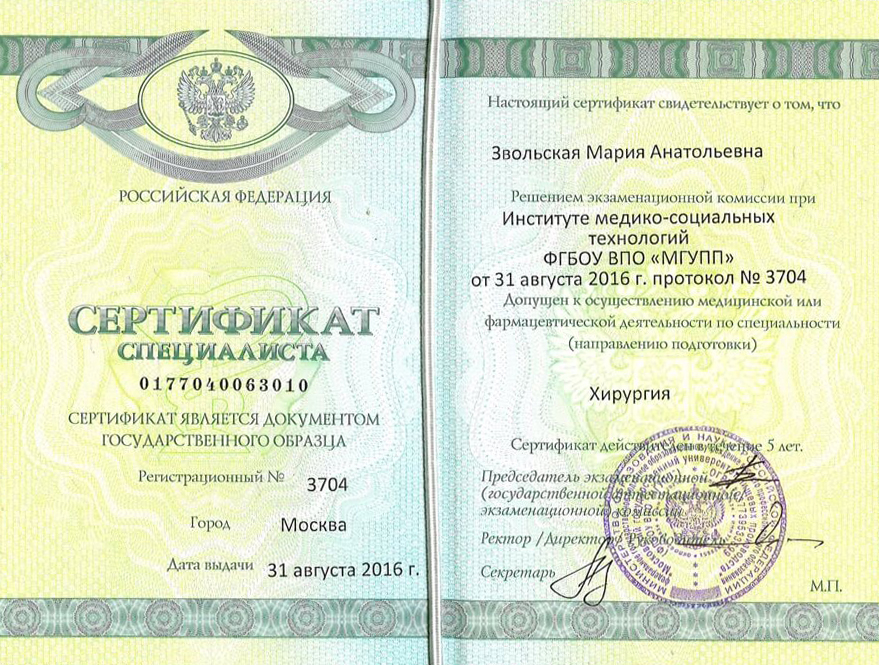 РОССИЙСКАЯ ФЕДЕРАЦИЯ
СЕРТИФИКАТ
СПЕЦИАЛИСТА
0177040063010
СЕРТИФИКАТ ЯВЛЯЕТСЯ ДОКУМЕНТОМ
ГОСУДАРСТВЕННОГО ОБРАЗЦА
Регистрационный № 3704
Город Москва
Дата выдачи 31 августа 2016 г.
Настоящий сертификат свидетельствует о том, что
Звольская Мария Анатольевна
Решением экзаменационной комиссии при
Институте медико-социальных
технологий
ФГБОУ ВПО «МГУПП»
от 31 августа 2016 г. протокол № 3704
Допущен к осуществлению медицинской или
фармацевтической деятельности по специальности
(направлению подготовки)
Хирургия
Сертификат действителен в течение 5 лет.
Председатель экзаменационной
(государственной аттестационной,
экзаменационной) комиссии
Ректор /Директор / Руководитель
Секретарь
М.П.